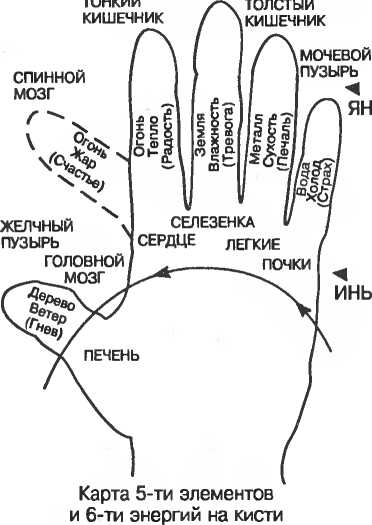 ТОНКИЙ
КИШЕЧНИК
ТОЛСТЫЙ
КИШЕЧНИК
МОЧЕВОЙ
ПУЗЫРЬ
СПИННОЙ
МОЗГ
ЯН
Огонь
Жар
(Счастье)
Огонь
Тепло
(Радость)
Земля
Влажность
(Тревога)
Металл
Сухость
(Печаль)
Вода
Холод
(Страх)
ЖЕЛЧНЫЙ
ПУЗЫРЬ
СЕЛЕЗЕНКА
СЕРДЦЕ
ЛЕГКИЕ
ГОЛОВНОЙ
МОЗГ
ПОЧКИ
ИНЬ
Дерево
Ветер
(Гнев)
ПЕЧЕНЬ
Карта 5-ти элементов
и 6-ти энергий на кисти